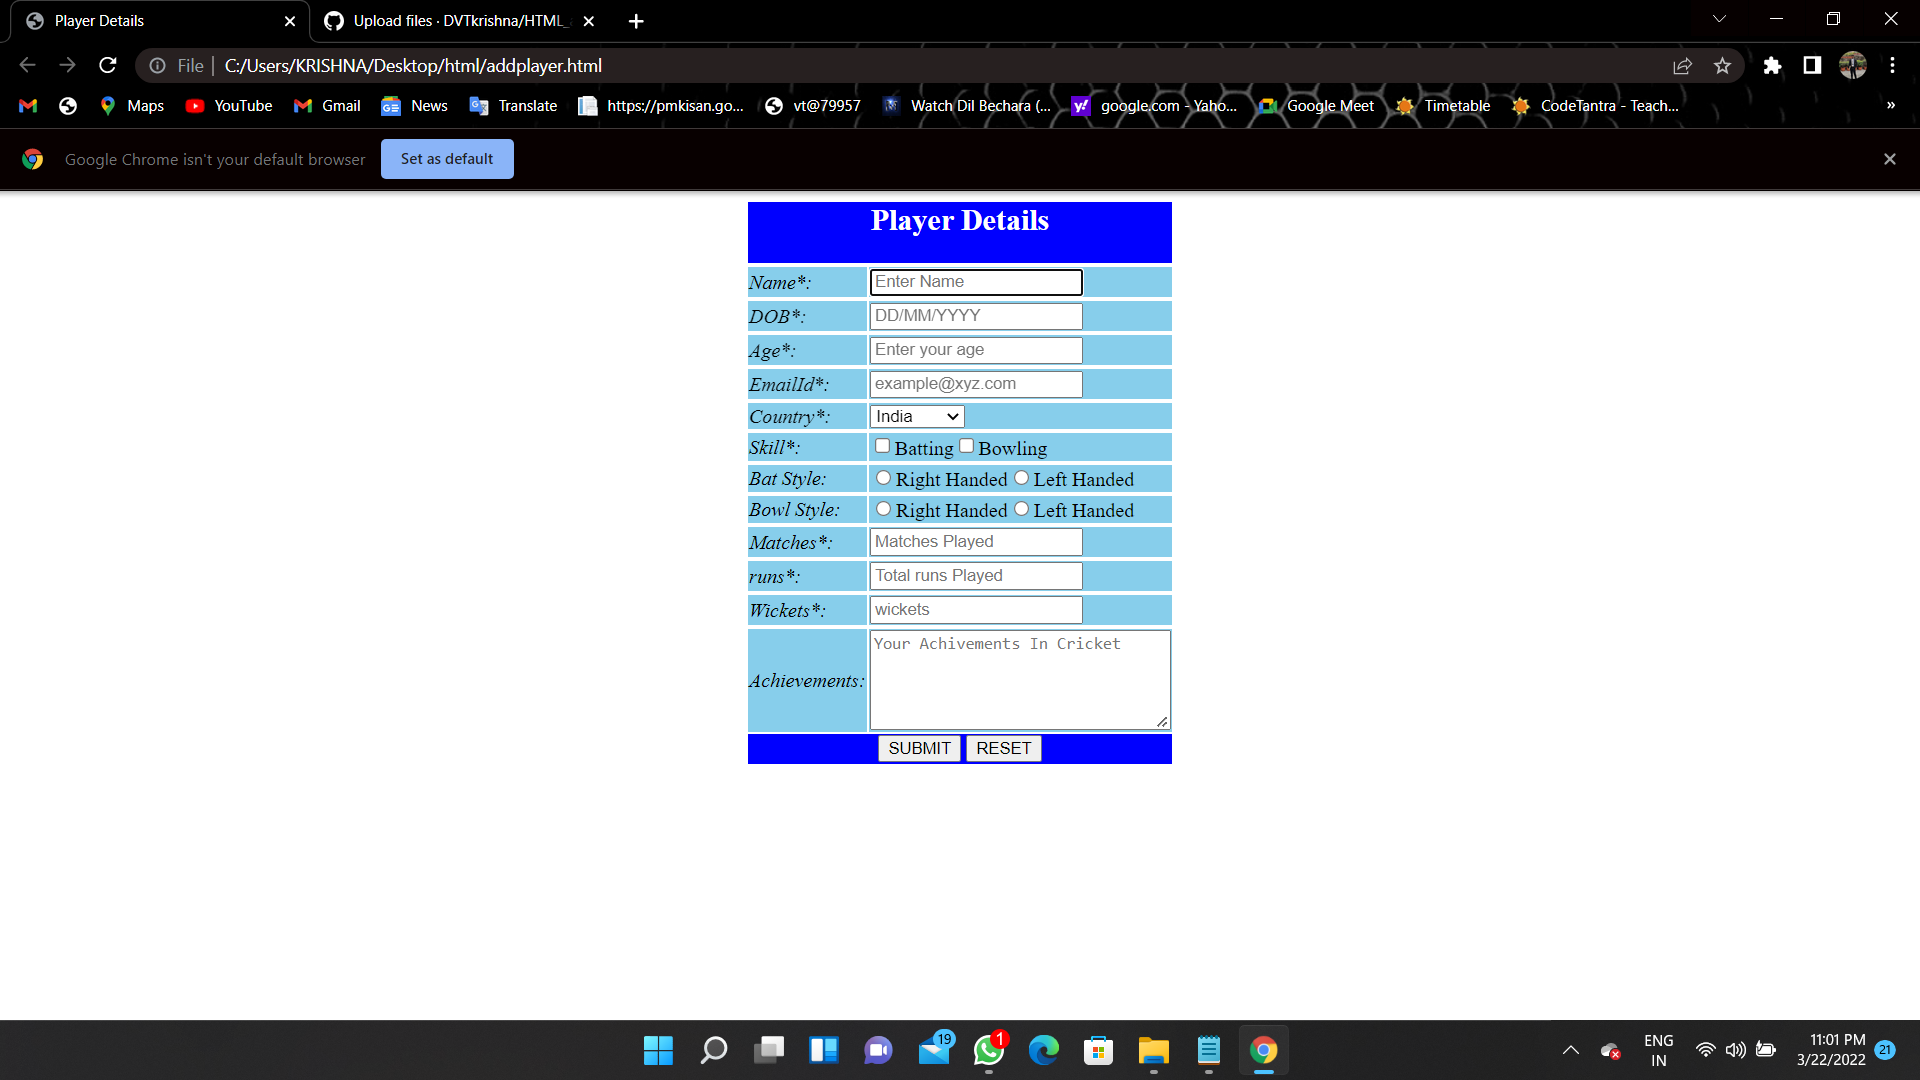 Player Details
Upload files · DVTkrishna/HTML_
File | C:/Users/KRISHNA/Desktop/html/addplayer.html
Maps YouTube Gmail News Translate https://pmkisan.go... vt@79957 Watch Dil Bechara (... google.com - Yaho... Google Meet Timetable CodeTantra - Teach... »
Google Chrome isn't your default browser Set as default
Player Details
Name*: Enter Name
DOB*: DD/MM/YYYY
Age*: Enter your age
EmailId*: example@xyz.com
Country*: India
Skill*: Batting Bowling
Bat Style: Right Handed Left Handed
Bowl Style: Right Handed Left Handed
Matches*: Matches Played
runs*: Total runs Played
Wickets*: wickets
Achievements: Your Achivements In Cricket
SUBMIT RESET
19 1
ENG
IN
11:01 PM
3/22/2022
21